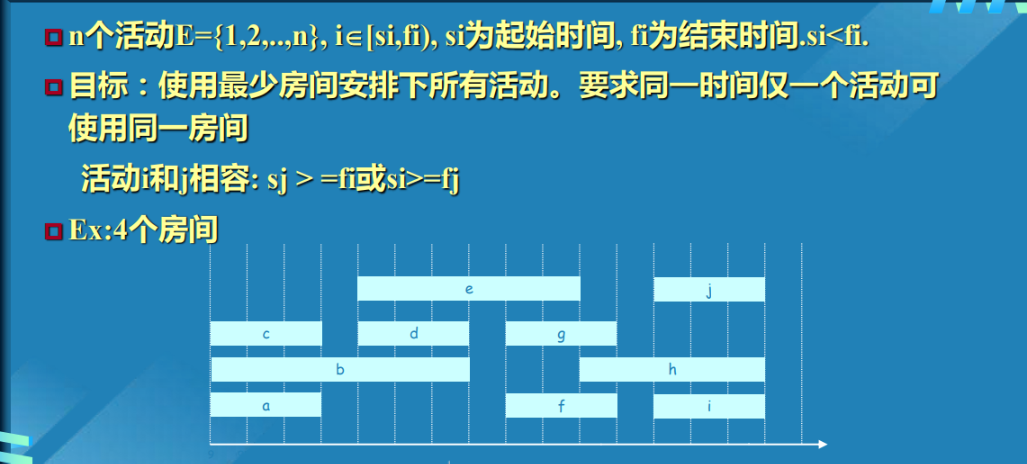 n个活动E={1,2,..,n}, i∈[si,fi), si为起始时间, fi为结束时间.si<fi.
目标：使用最少房间安排下所有活动。要求同一时间仅一个活动可
使用同一房间
活动i和j相容: sj > =fi或si>=fj
Ex:4个房间
e
j
c
d
g
b
h
a
f
i